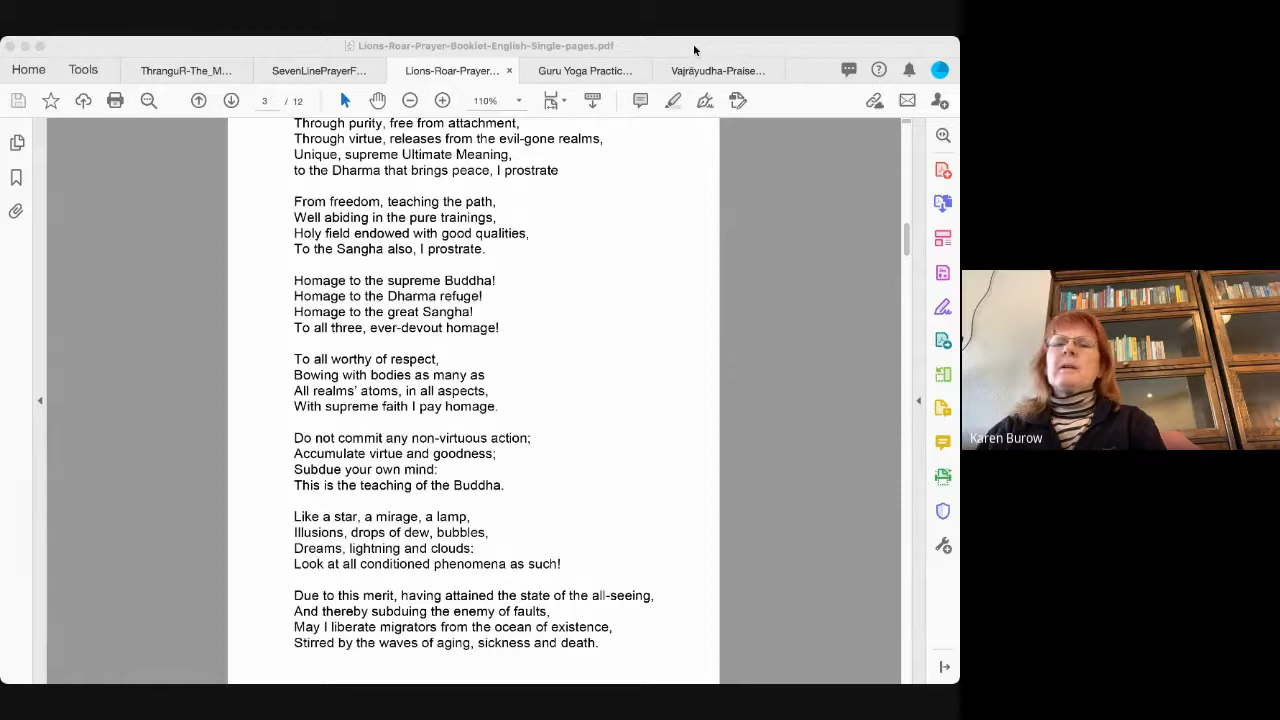 Lions-Roar-Prayer-Booklet-English-Single-pages.pdf
Home Tools ThranguR-The_M... SevenLinePrayerF... Lions-Roar-Prayer... × Guru Yoga Practic... Vajrāyudha-Praise...
3 / 12 110%
Through purity, free from attachment,
Through virtue, releases from the evil-gone realms,
Unique, supreme Ultimate Meaning,
to the Dharma that brings peace, I prostrate
From freedom, teaching the path,
Well abiding in the pure trainings,
Holy field endowed with good qualities,
To the Sangha also, I prostrate.
Homage to the supreme Buddha!
Homage to the Dharma refuge!
Homage to the great Sangha!
To all three, ever-devout homage!
To all worthy of respect,
Bowing with bodies as many as
All realms' atoms, in all aspects,
With supreme faith I pay homage.
Do not commit any non-virtuous action;
Accumulate virtue and goodness;
Subdue your own mind:
This is the teaching of the Buddha.
Like a star, a mirage, a lamp,
Illusions, drops of dew, bubbles,
Dreams, lightning and clouds:
Look at all conditioned phenomena as such!
Due to this merit, having attained the state of the all-seeing,
And thereby subduing the enemy of faults,
May I liberate migrators from the ocean of existence,
Stirred by the waves of aging, sickness and death.
Karen Burow